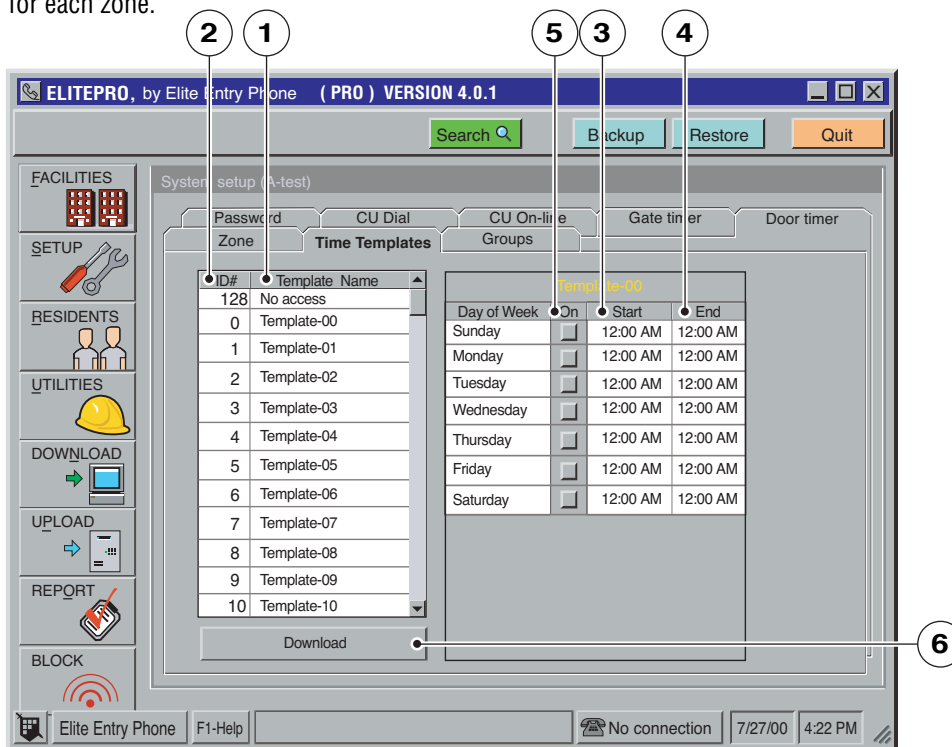 for each zone.
2 1 5 3 4
ELITEPRO, by Elite Entry Phone ( PRO ) VERSION 4.0.1
Search Backup Restore Quit
FACILITIES
SETUP
RESIDENTS
UTILITIES
DOWNLOAD
UPLOAD
REPORT
BLOCK
System setup (A-test)
Password CU Dial CU On-line Gate timer Door timer
Zone Time Templates Groups
ID# Template Name
128 No access
0 Template-00
1 Template-01
2 Template-02
3 Template-03
4 Template-04
5 Template-05
6 Template-06
7 Template-07
8 Template-08
9 Template-09
10 Template-10
Download
Template-00
Day of Week On Start End
Sunday 12:00 AM 12:00 AM
Monday 12:00 AM 12:00 AM
Tuesday 12:00 AM 12:00 AM
Wednesday 12:00 AM 12:00 AM
Thursday 12:00 AM 12:00 AM
Friday 12:00 AM 12:00 AM
Saturday 12:00 AM 12:00 AM
6
Elite Entry Phone F1-Help No connection 7/27/00 4:22 PM